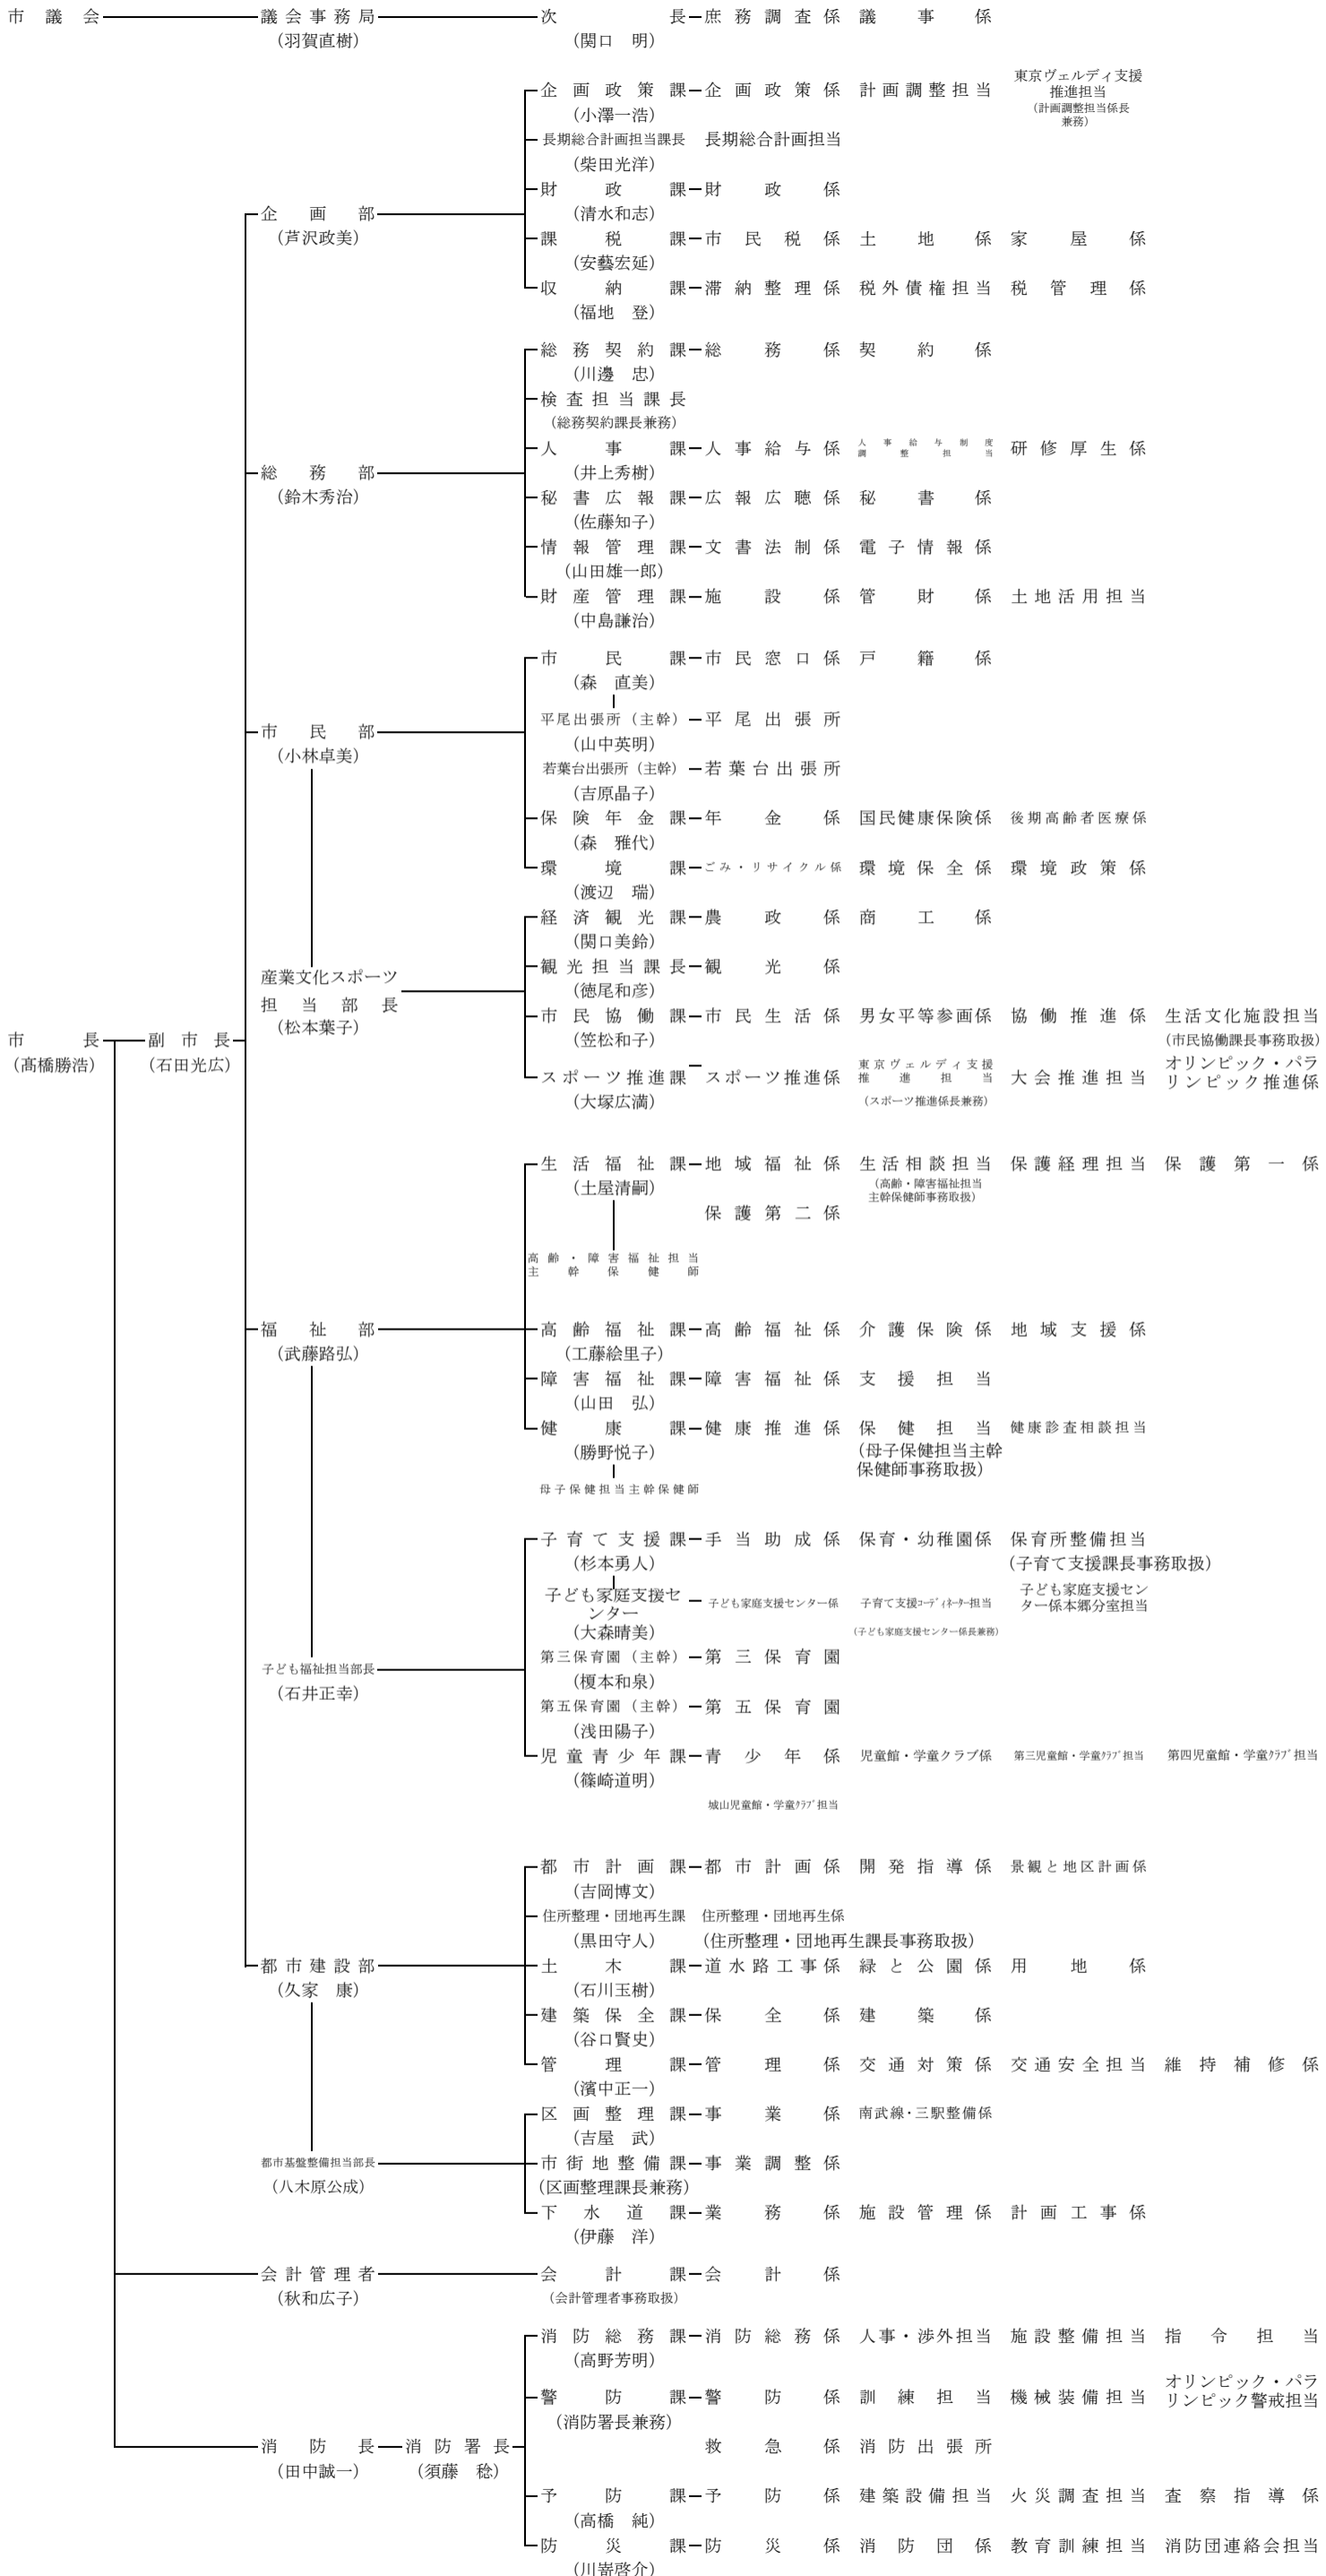 市議会 議会事務局 次長 庶務調査係 議事係
（羽賀直樹） （関口　明）
東京ヴェルディ支援
企画政策課 企画政策係 計画調整担当 推進担当
（小澤一浩） （計画調整担当係長
兼務）
長期総合計画担当課長 長期総合計画担当
（柴田光洋）
財政課 財政係
企画部 （清水和志）
（芦沢政美） 課税課 市民税係 土地係 家屋係
（安藝宏延）
収納課 滞納整理係 税外債権担当 税管理係
（福地　登）
総務契約課 総務係 契約係
（川邊　忠）
検査担当課長
（総務契約課長兼務）
人事課 人事給与係 人事給与制度 研修厚生係
調整担当
総務部 （井上秀樹）
（鈴木秀治） 秘書広報課 広報広聴係 秘書係
（佐藤知子）
情報管理課 文書法制係 電子情報係
（山田雄一郎）
財産管理課 施設係 管財係 土地活用担当
（中島謙治）
市民課 市民窓口係 戸籍係
（森　直美）
平尾出張所（主幹） 平尾出張所
市民部 （山中英明）
（小林卓美） 若葉台出張所（主幹） 若葉台出張所
（吉原晶子）
保険年金課 年金係 国民健康保険係 後期高齢者医療係
（森　雅代）
環境課 ごみ・リサイクル係 環境保全係 環境政策係
（渡辺　瑞）
経済観光課 農政係 商工係
（関口美鈴）
産業文化スポーツ 観光担当課長 観光係
担当部長 （徳尾和彦）
（松本葉子） 市民協働課 市民生活係 男女平等参画係 協働推進係 生活文化施設担当
市長 副市長 （笠松和子） （市民協働課長事務取扱）
（髙橋勝浩） （石田光広） 東京ヴェルディ支援 オリンピック・パラ
スポーツ推進課 スポーツ推進係 推進担当 大会推進担当 リンピック推進係
（大塚広満） （スポーツ推進係長兼務）
生活福祉課 地域福祉係 生活相談担当 保護経理担当 保護第一係
（土屋清嗣） （高齢・障害福祉担当
主幹保健師事務取扱）
保護第二係
高齢・障害福祉担当
主幹保健師
福祉部 高齢福祉課 高齢福祉係 介護保険係 地域支援係
（武藤路弘） （工藤絵里子）
障害福祉課 障害福祉係 支援担当
（山田　弘）
健康課 健康推進係 保健担当 健康診査相談担当
（勝野悦子） （母子保健担当主幹
保健師事務取扱）
母子保健担当主幹保健師
子育て支援課 手当助成係 保育・幼稚園係 保育所整備担当
（杉本勇人） （子育て支援課長事務取扱）
子ども家庭支援セ 子ども家庭支援センター係 子育て支援ｺｰﾃﾞｨﾈｰﾀｰ担当 子ども家庭支援セン
ンター ター係本郷分室担当
（大森晴美） （子ども家庭支援センター係長兼務）
第三保育園（主幹） 第三保育園
子ども福祉担当部長 （榎本和泉）
（石井正幸） 第五保育園（主幹） 第五保育園
（浅田陽子）
児童青少年課 青少年係 児童館・学童クラブ係 第三児童館・学童ｸﾗﾌﾞ担当 第四児童館・学童ｸﾗﾌﾞ担当
（篠崎道明）
城山児童館・学童ｸﾗﾌﾞ担当
都市計画課 都市計画係 開発指導係 景観と地区計画係
（吉岡博文）
住所整理・団地再生課 住所整理・団地再生係
（黒田守人） （住所整理・団地再生課長事務取扱）
都市建設部 土木課 道水路工事係 緑と公園係 用地係
（久家　康） （石川玉樹）
建築保全課 保全係 建築係
（谷口賢史）
管理課 管理係 交通対策係 交通安全担当 維持補修係
（濱中正一）
区画整理課 事業係 南武線・三駅整備係
（吉屋　武）
都市基盤整備担当部長 市街地整備課 事業調整係
（八木原公成） （区画整理課長兼務）
下水道課 業務係 施設管理係 計画工事係
（伊藤　洋）
会計管理者 会計課 会計係
（秋和広子） （会計管理者事務取扱）
消防総務課 消防総務係 人事・渉外担当 施設整備担当 指令担当
（高野芳明）
オリンピック・パラ
警防課 警防係 訓練担当 機械装備担当 リンピック警戒担当
（消防署長兼務）
消防長 消防署長 救急係 消防出張所
（田中誠一） （須藤　稔）
予防課 予防係 建築設備担当 火災調査担当 査察指導係
（高橋　純）
防災課 防災係 消防団係 教育訓練担当 消防団連絡会担当
（川嵜啓介）